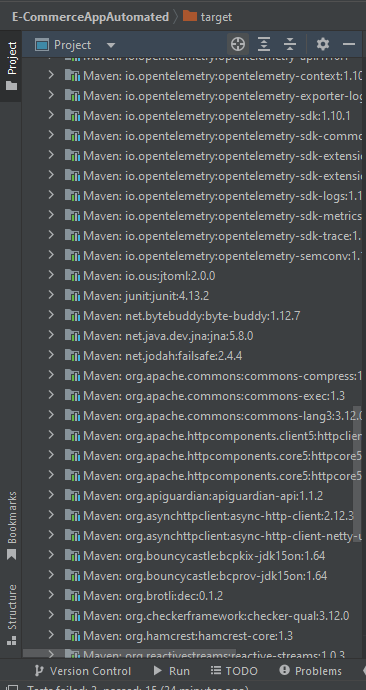 E-CommerceAppAutomated target
Project
Project
Maven: io.opentelemetry:opentelemetry-context:1.10
Maven: io.opentelemetry:opentelemetry-exporter-log
Maven: io.opentelemetry:opentelemetry-sdk:1.10.1
Maven: io.opentelemetry:opentelemetry-sdk-commo
Maven: io.opentelemetry:opentelemetry-sdk-extensio
Maven: io.opentelemetry:opentelemetry-sdk-extensio
Maven: io.opentelemetry:opentelemetry-sdk-logs:1.1
Maven: io.opentelemetry:opentelemetry-sdk-metrics
Maven: io.opentelemetry:opentelemetry-sdk-trace:1.
Maven: io.opentelemetry:opentelemetry-semconv:1.1
Maven: io.ous:jtoml:2.0.0
Maven: junit:junit:4.13.2
Maven: net.bytebuddy:byte-buddy:1.12.7
Maven: net.java.dev.jna:jna:5.8.0
Maven: net.jodah:failsafe:2.4.4
Maven: org.apache.commons:commons-compress:1
Maven: org.apache.commons:commons-exec:1.3
Maven: org.apache.commons:commons-lang3:3.12.0
Maven: org.apache.httpcomponents.client5:httpclie
Maven: org.apache.httpcomponents.core5:httpcore5
Maven: org.apache.httpcomponents.core5:httpcore5
Maven: org.apiguardian:apiguardian-api:1.1.2
Maven: org.asynchttpclient:async-http-client:2.12.3
Maven: org.asynchttpclient:async-http-client-netty-u
Maven: org.bouncycastle:bcpkix-jdk15on:1.64
Maven: org.bouncycastle:bcprov-jdk15on:1.64
Maven: org.brotli:dec:0.1.2
Maven: org.checkerframework:checker-qual:3.12.0
Maven: org.hamcrest:hamcrest-core:1.3
Maven: org.reactivestreams:reactive-streams:1.0.3
Bookmarks
Structure
Version Control Run TODO Problems
Tests failed: 2, passed: 15 (34 minutes ago)